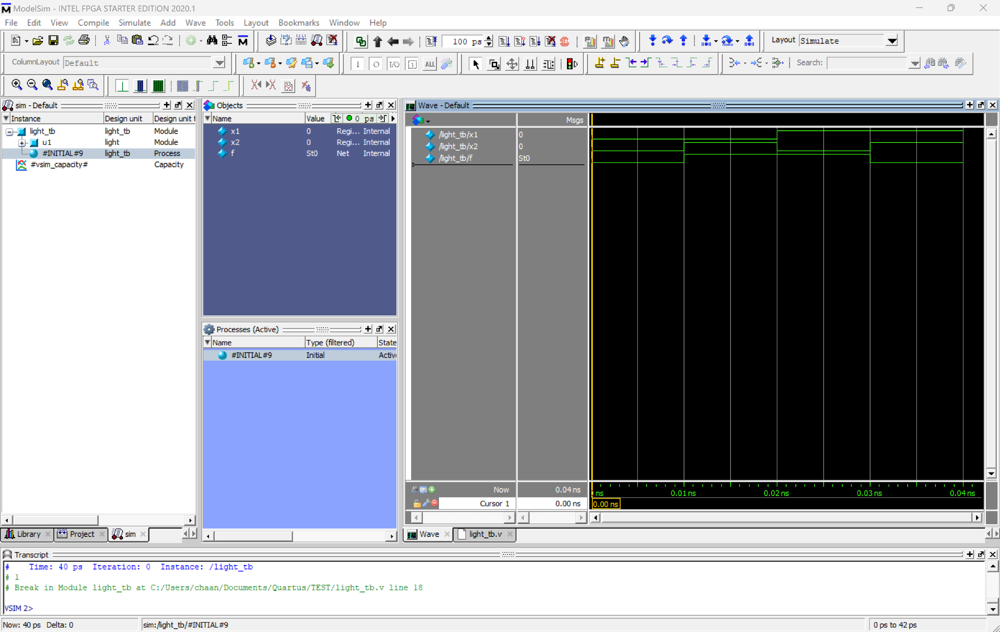 ModelSim - INTEL FPGA STARTER EDITION 2020.1
File Edit View Compile Simulate Add Wave Tools Layout Bookmarks Window Help
100 ps
Layout Simulate
ColumnLayout Default
Search:
sim - Default
Instance Design unit Design unit t
light_tb light_tb Module
u1 light Module
#INITIAL#9 light_tb Process
#vsim_capacity# Capacity
Library Project sim
Objects
Name Value 0 ps
x1 0 Regi... Internal
x2 0 Regi... Internal
f St0 Net Internal
Processes (Active)
Name Type (filtered) State
#INITIAL#9 Initial Activ
Wave - Default
Msgs
/light_tb/x1 0
/light_tb/x2 0
/light_tb/f St0
Now 0.04 ns
Cursor 1 0.00 ns
ns 0.01 ns 0.02 ns 0.03 ns 0.04 ns
0.00 ns
Wave light_tb.v
Transcript
#    Time: 40 ps  Iteration: 0  Instance: /light_tb
# 1
# Break in Module light_tb at C:/Users/chaan/Documents/Quartus/TEST/light_tb.v line 18
VSIM 2>
Now: 40 ps Delta: 0 sim:/light_tb/#INITIAL#9 0 ps to 42 ps